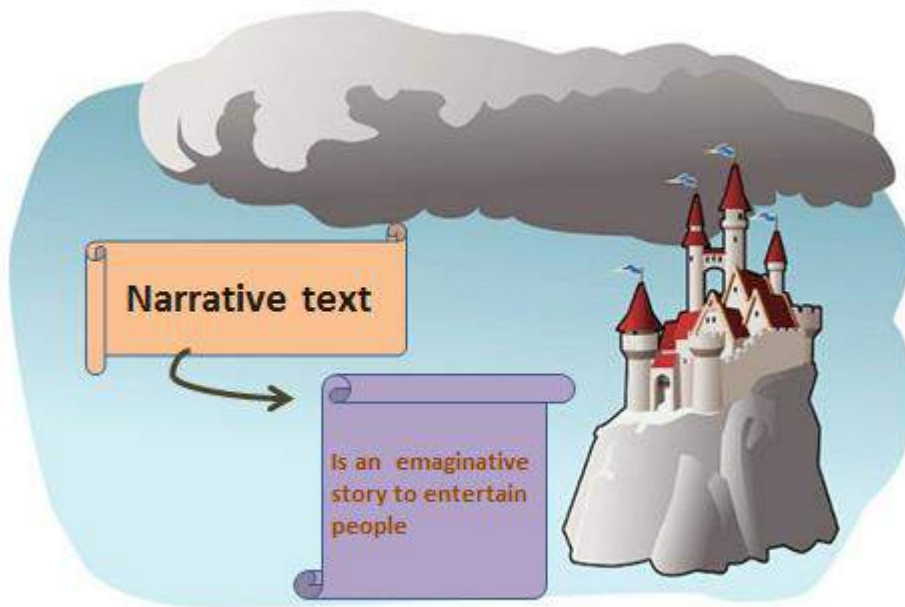 Narrative text
Is an emaginative
story to entertain
people